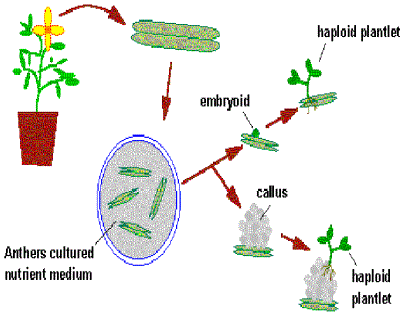 haploid plantlet
embryoid
callus
Anthers cultured
nutrient medium
haploid
plantlet